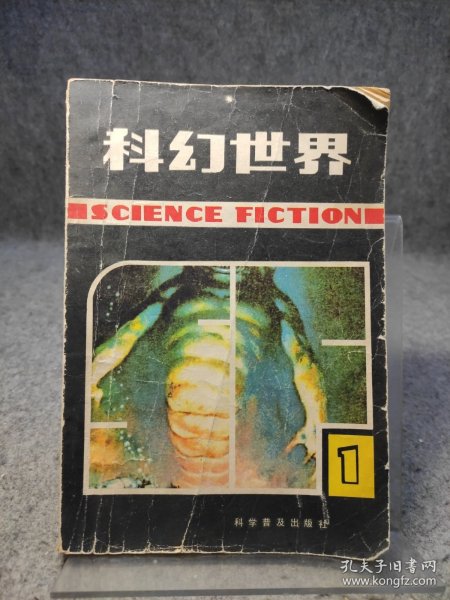 科幻世界
SCIENCE FICTION
1
科学普及出版社
孔夫子旧书网
www.kongfz.com